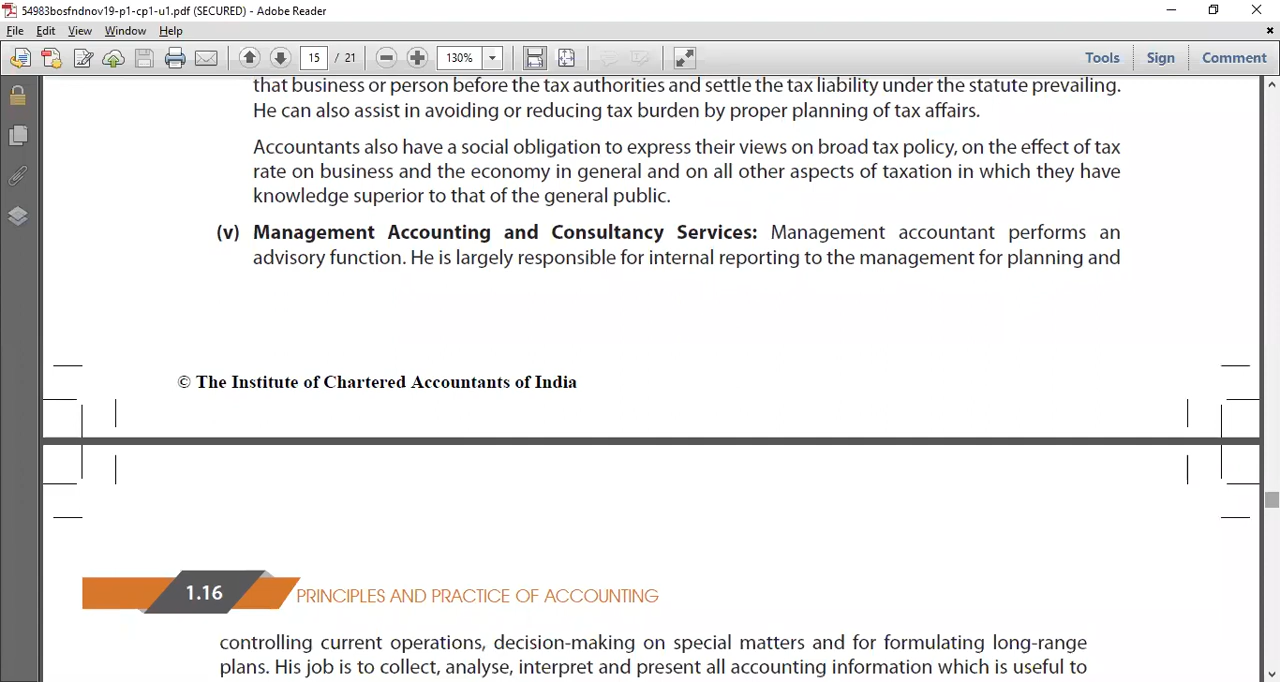 54983bosfndnov19-p1-cp1-u1.pdf (SECURED) - Adobe Reader
File Edit View Window Help
15 / 21 130% Tools Sign Comment
that business or person before the tax authorities and settle the tax liability under the statute prevailing.
He can also assist in avoiding or reducing tax burden by proper planning of tax affairs.
Accountants also have a social obligation to express their views on broad tax policy, on the effect of tax
rate on business and the economy in general and on all other aspects of taxation in which they have
knowledge superior to that of the general public.
(v) Management Accounting and Consultancy Services: Management accountant performs an
advisory function. He is largely responsible for internal reporting to the management for planning and
© The Institute of Chartered Accountants of India
1.16 PRINCIPLES AND PRACTICE OF ACCOUNTING
controlling current operations, decision-making on special matters and for formulating long-range
plans. His job is to collect, analyse, interpret and present all accounting information which is useful to